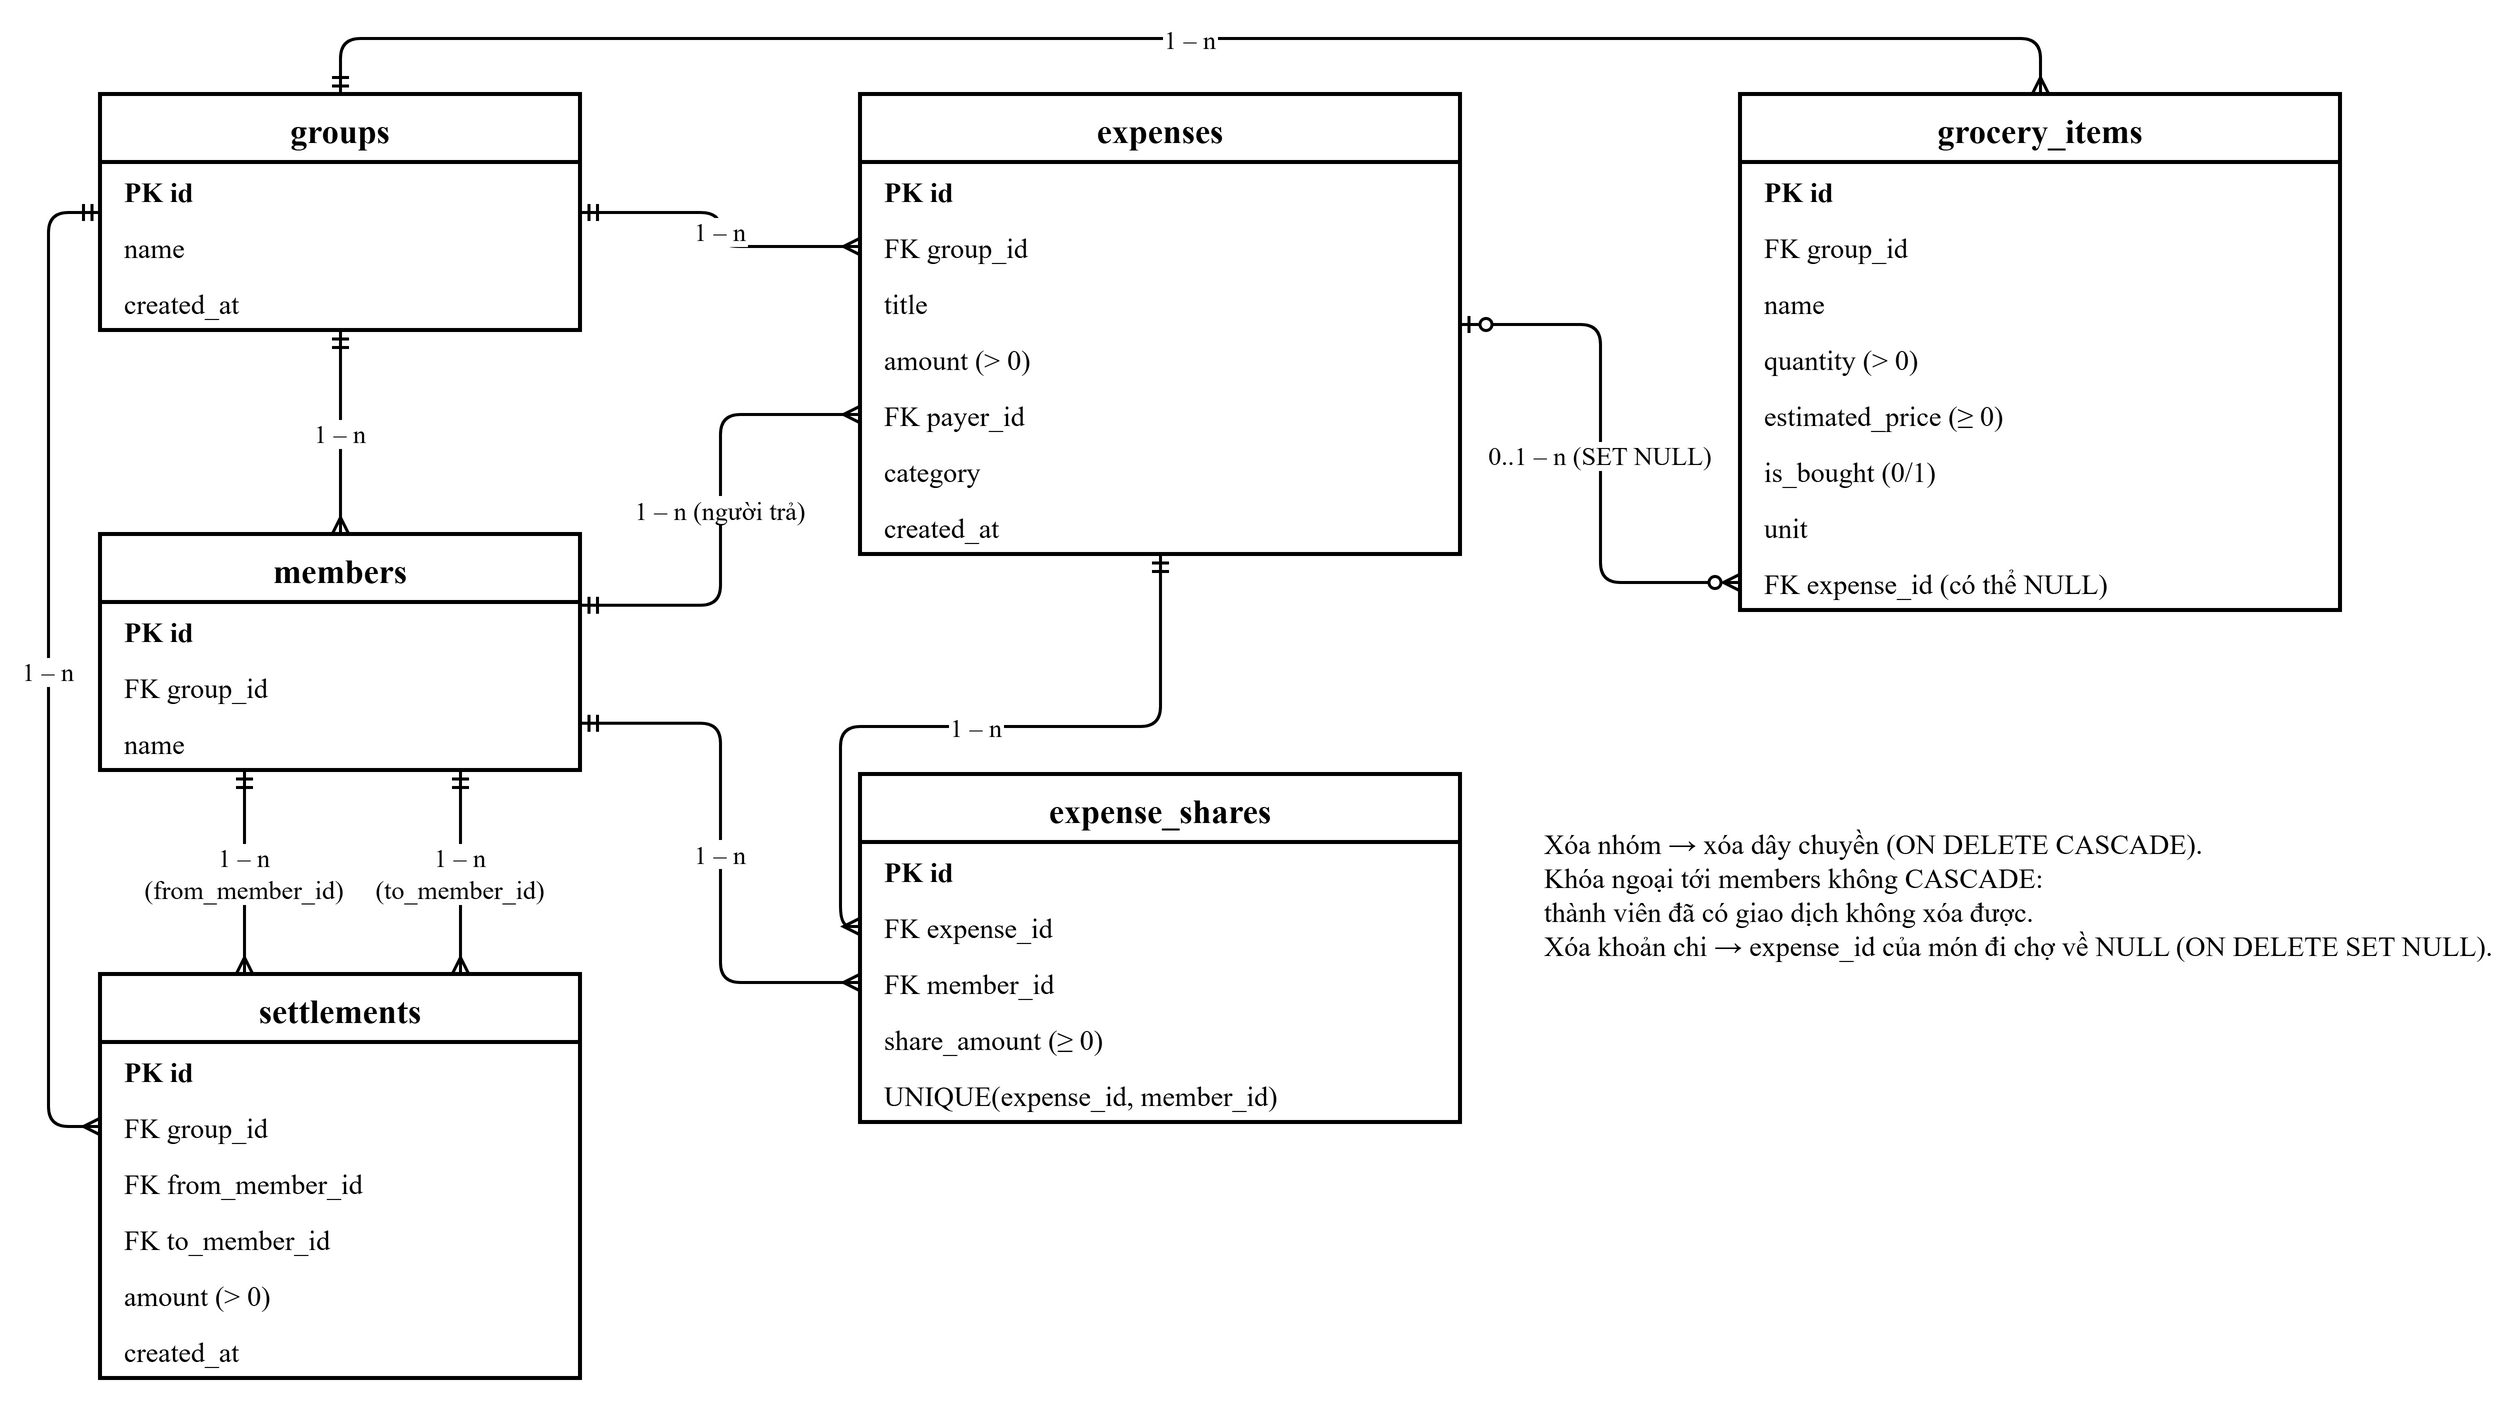 1 – n
groups
PK id
name
created_at
1 – n
expenses
PK id
FK group_id
title
amount (> 0)
FK payer_id
category
created_at
grocery_items
PK id
FK group_id
name
quantity (> 0)
estimated_price (≥ 0)
is_bought (0/1)
unit
FK expense_id (có thể NULL)
1 – n
1 – n (người trả)
0..1 – n (SET NULL)
members
PK id
FK group_id
name
1 – n
1 – n
1 – n
(from_member_id)
1 – n
(to_member_id)
1 – n
expense_shares
PK id
FK expense_id
FK member_id
share_amount (≥ 0)
UNIQUE(expense_id, member_id)
Xóa nhóm → xóa dây chuyền (ON DELETE CASCADE).
Khóa ngoại tới members không CASCADE:
thành viên đã có giao dịch không xóa được.
Xóa khoản chi → expense_id của món đi chợ về NULL (ON DELETE SET NULL).
settlements
PK id
FK group_id
FK from_member_id
FK to_member_id
amount (> 0)
created_at